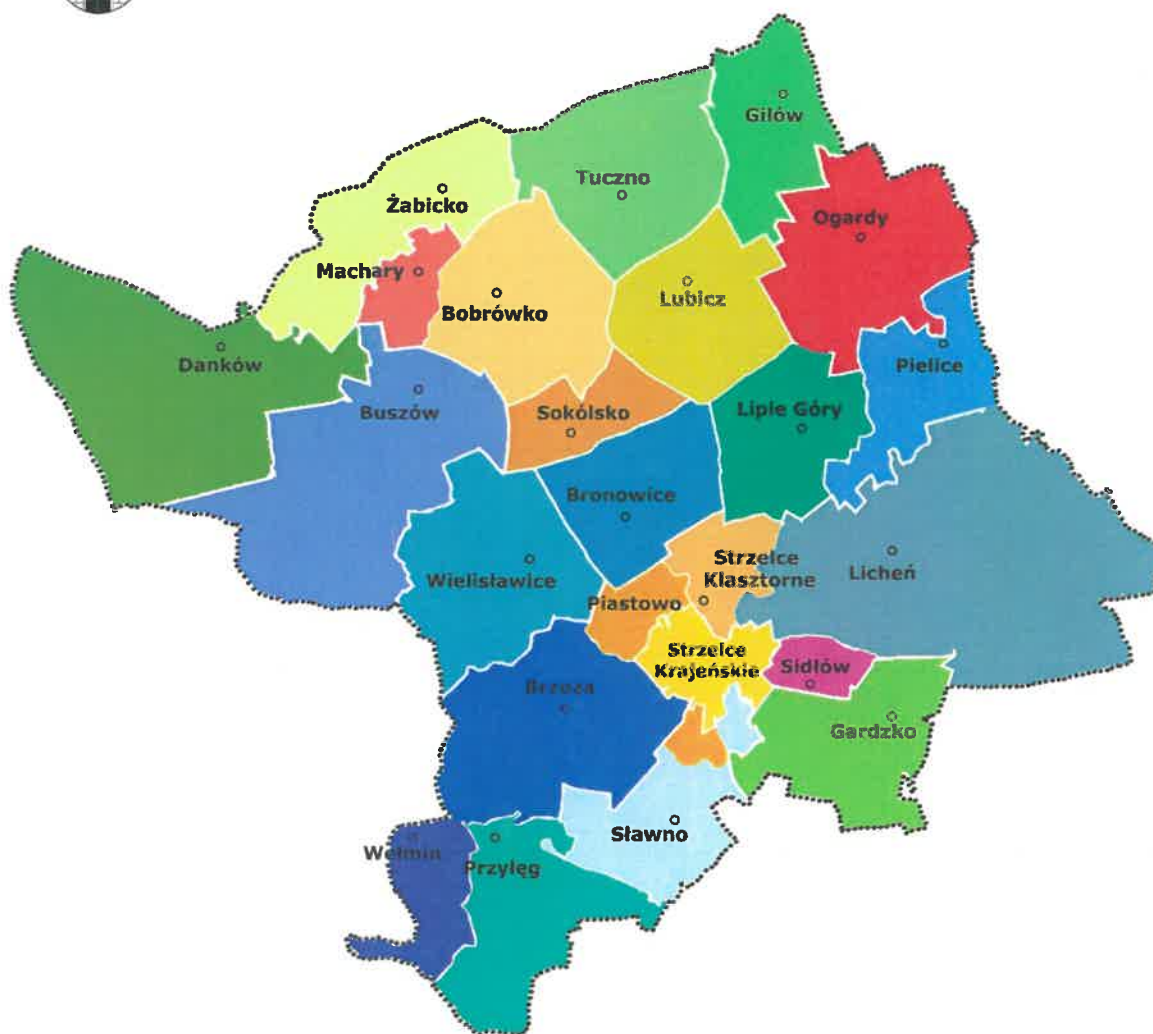 Gilów
Tuczno
Żabicko
Ogardy
Machary
Lubicz
Bobrówko
Danków
Pielice
Buszów
Sokólsko
Lipie Góry
Bronowice
Strzelce
Klasztorne
Wielisławice
Licheń
Piastowo
Strzelce
Krajeńskie
Sidłów
Brzoza
Gardzko
Sławno
Wełmin
Przyłęg